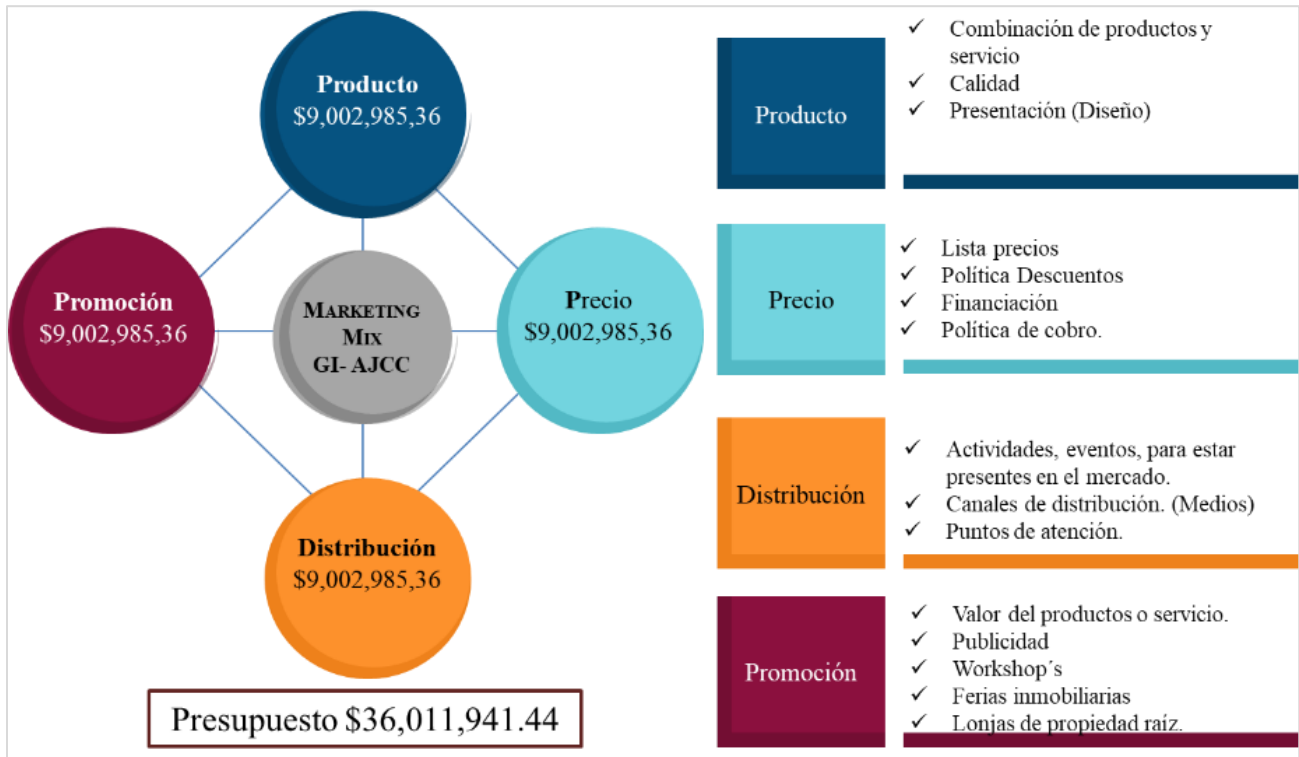 Producto
$9,002,985,36
Promoción
$9,002,985,36
MARKETING
MIX
GI- AJCC
Precio
$9,002,985,36
Distribución
$9,002,985,36
Presupuesto $36,011,941.44
Producto
✓ Combinación de productos y
servicio
✓ Calidad
✓ Presentación (Diseño)
Precio
✓ Lista precios
✓ Política Descuentos
✓ Financiación
✓ Política de cobro.
Distribución
✓ Actividades, eventos, para estar
presentes en el mercado.
✓ Canales de distribución. (Medios)
✓ Puntos de atención.
Promoción
✓ Valor del productos o servicio.
✓ Publicidad
✓ Workshop´s
✓ Ferias inmobiliarias
✓ Lonjas de propiedad raíz.